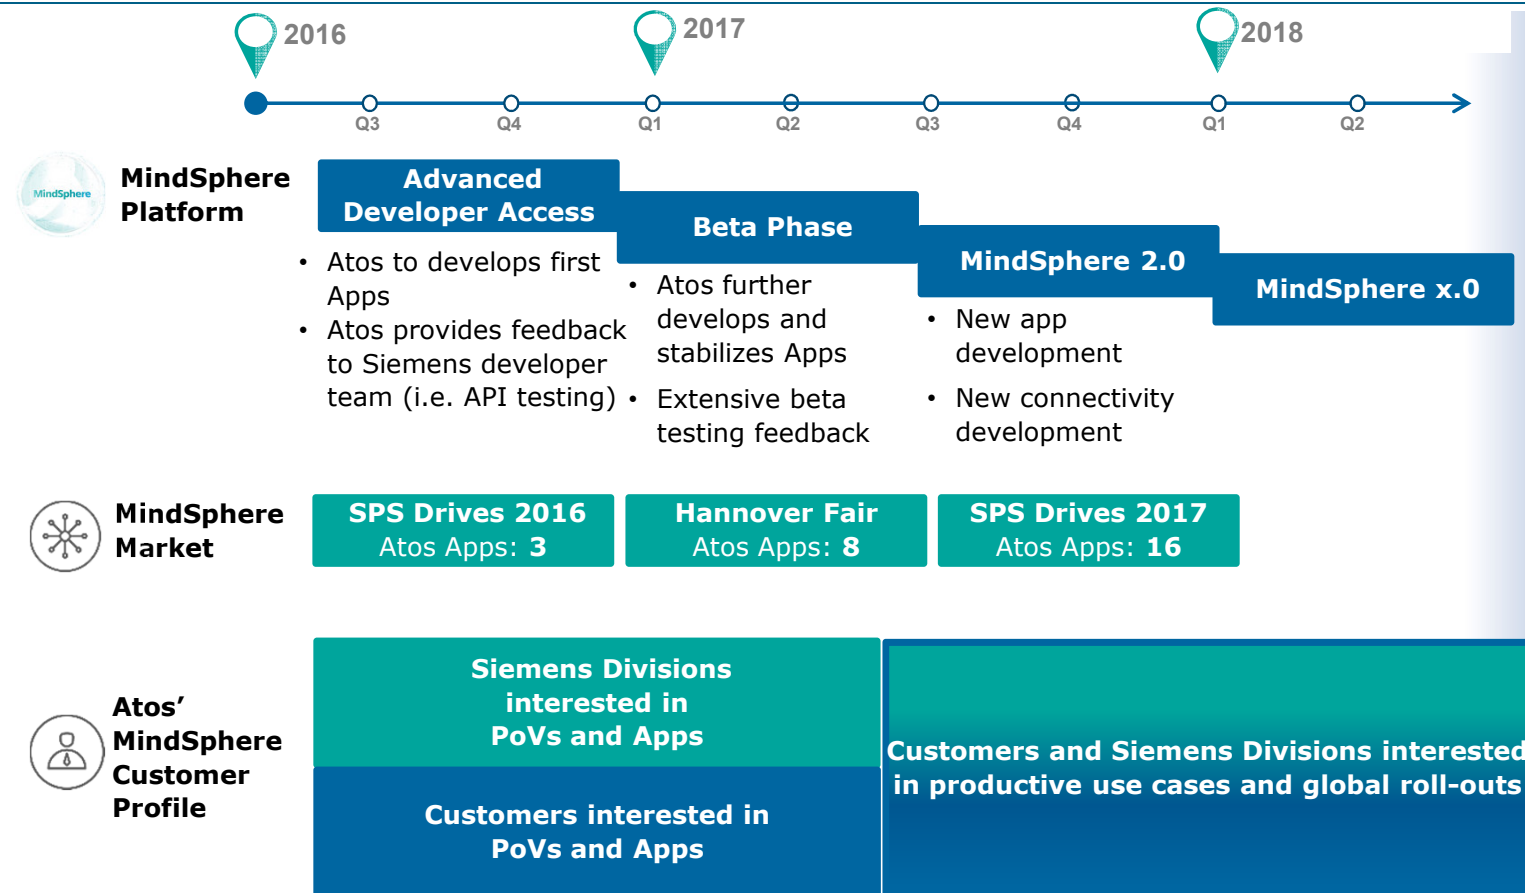 2016
2017
2018
Q3
Q4
Q1
Q2
Q3
Q4
Q1
Q2
MindSphere
MindSphere
Platform
Advanced
Developer Access
Beta Phase
MindSphere 2.0
MindSphere x.0
• Atos to develops first
Apps
• Atos provides feedback
to Siemens developer
team (i.e. API testing)
• Atos further
develops and
stabilizes Apps
• Extensive beta
testing feedback
• New app
development
• New connectivity
development
MindSphere
Market
SPS Drives 2016
Atos Apps: 3
Hannover Fair
Atos Apps: 8
SPS Drives 2017
Atos Apps: 16
Atos’
MindSphere
Customer
Profile
Siemens Divisions
interested in
PoVs and Apps
Customers interested in
PoVs and Apps
Customers and Siemens Divisions interested
in productive use cases and global roll-outs